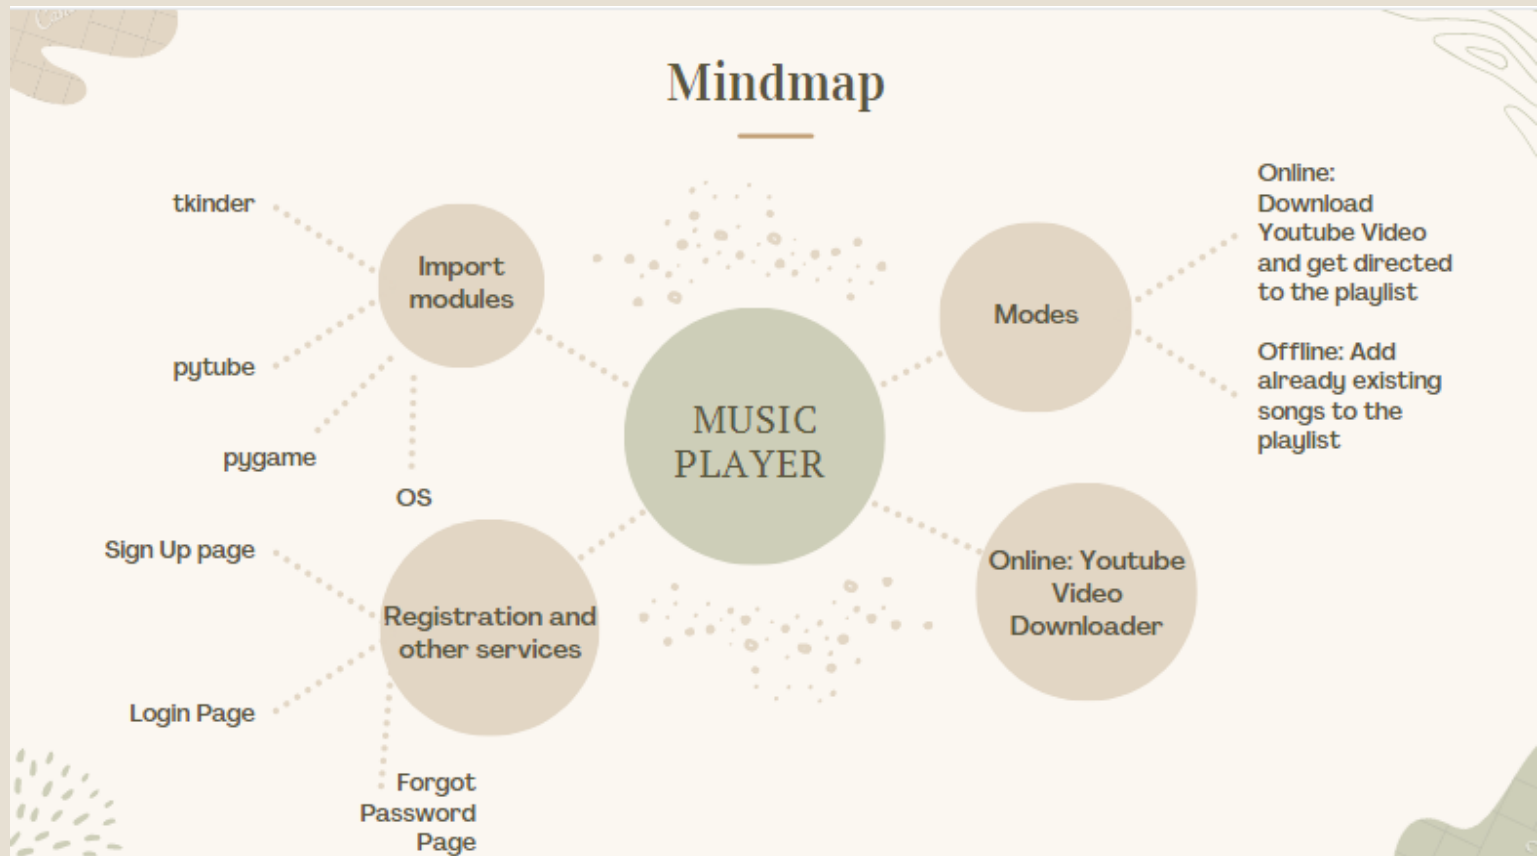 Mindmap
tkinder
pytube
pygame
OS
Import
modules
Sign Up page
Login Page
Forgot
Password
Page
Registration and
other services
MUSIC
PLAYER
Modes
Online:
Download
Youtube Video
and get directed
to the playlist
Offline: Add
already existing
songs to the
playlist
Online: Youtube
Video
Downloader